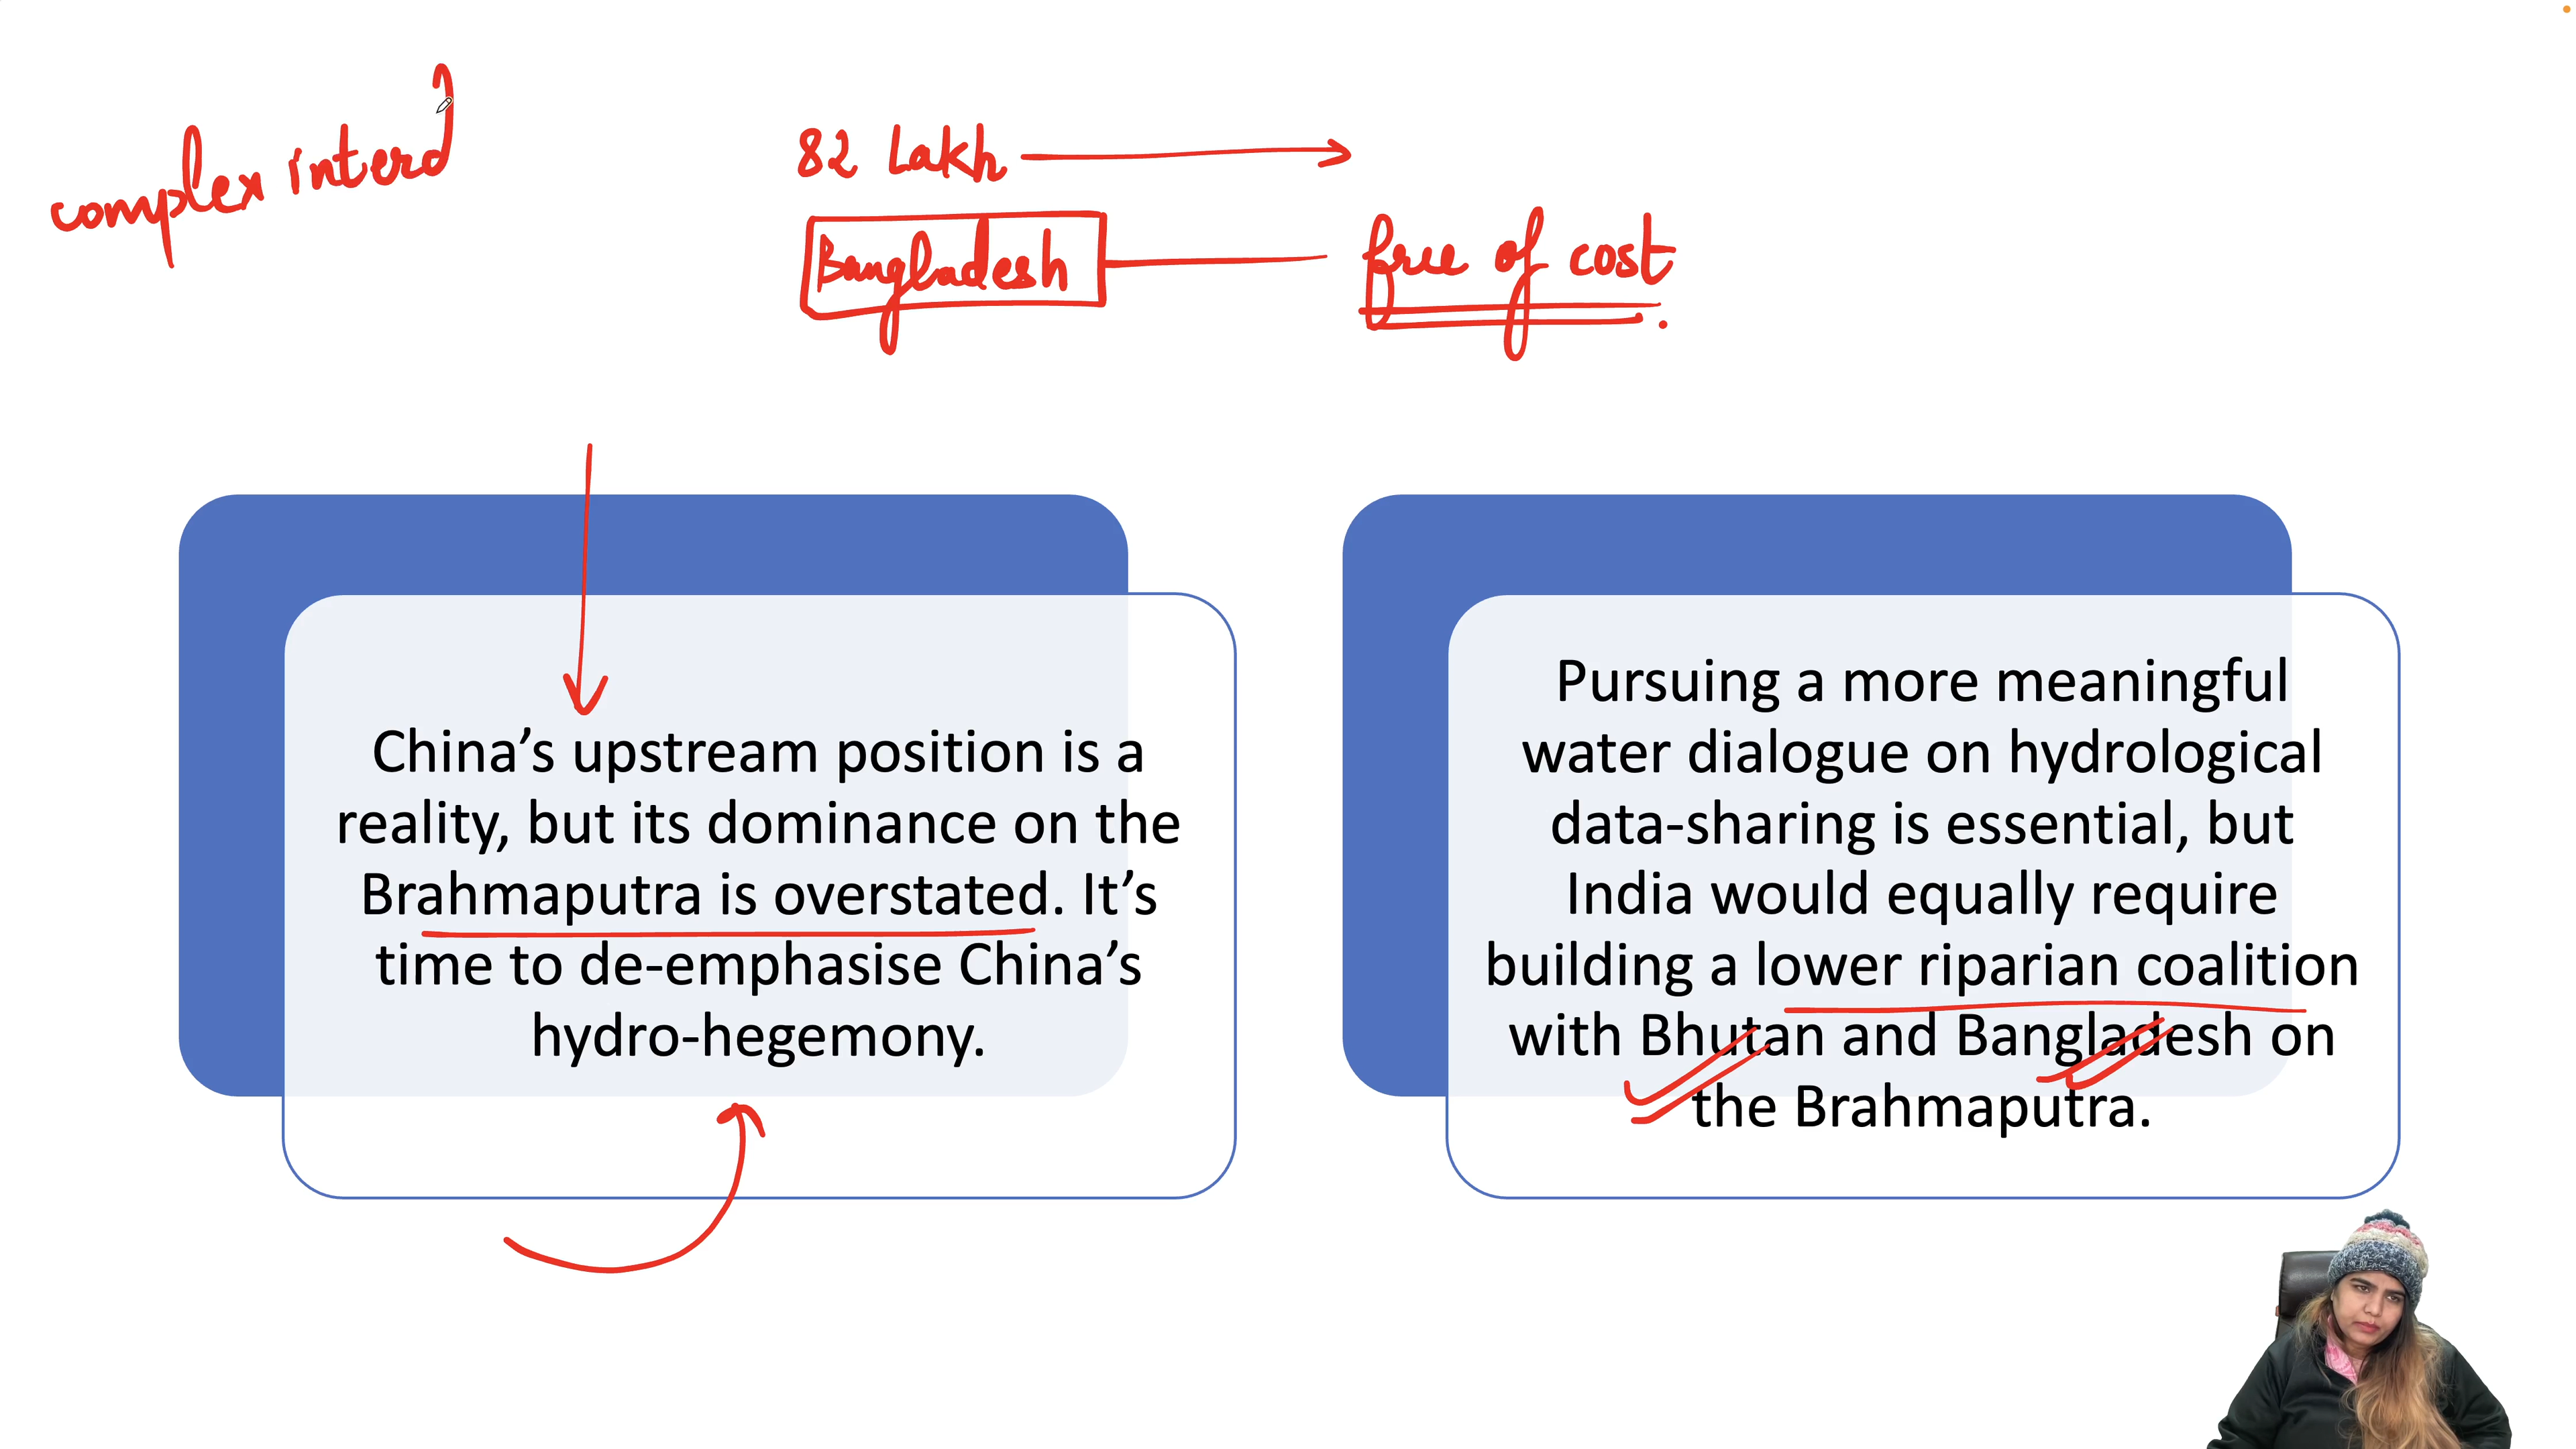 complex interd
82 Lakh
Bangladesh
free of cost.
China’s upstream position is a
reality, but its dominance on the
Brahmaputra is overstated. It’s
time to de-emphasise China’s
hydro-hegemony.
Pursuing a more meaningful
water dialogue on hydrological
data-sharing is essential, but
India would equally require
building a lower riparian coalition
with Bhutan and Bangladesh on
the Brahmaputra.